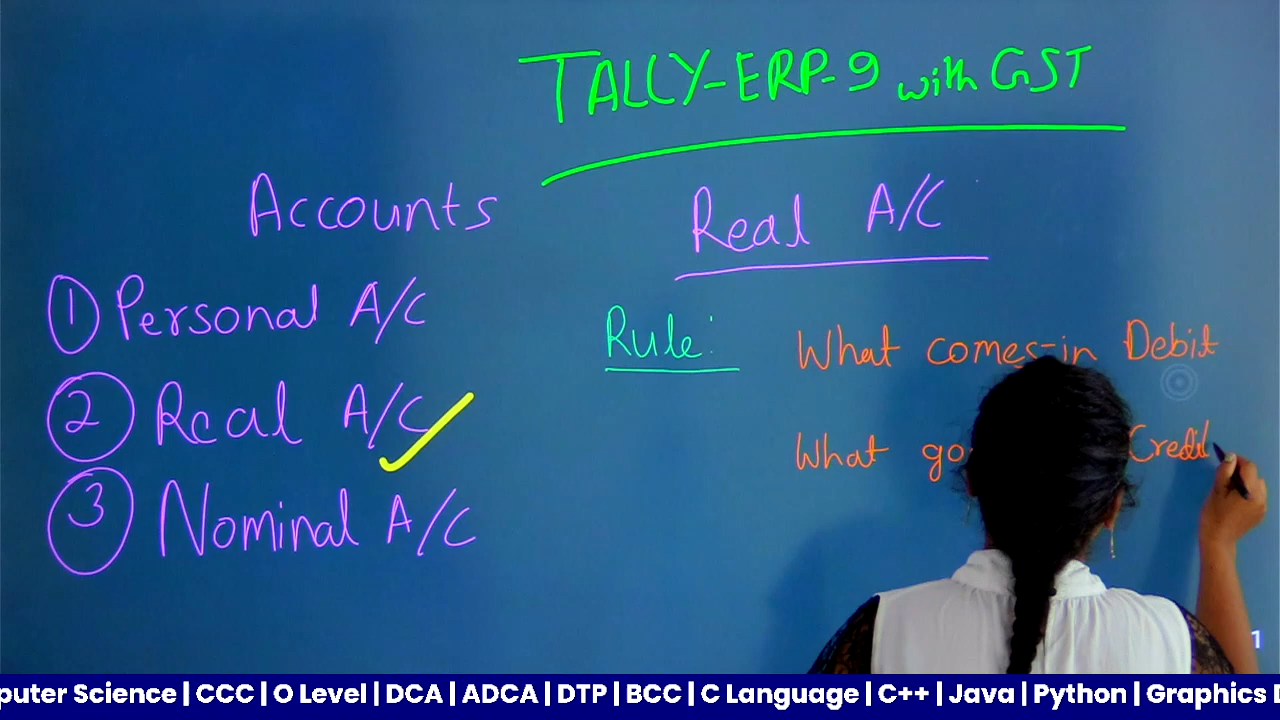 TALLY-ERP-9 with GST
Accounts
① Personal A/C
② Real A/C
③ Nominal A/C
Real A/C
Rule:
What comes-in Debit
What go Credit
1
puter Science | CCC | O Level | DCA | ADCA | DTP | BCC | C Language | C++ | Java | Python | Graphics D